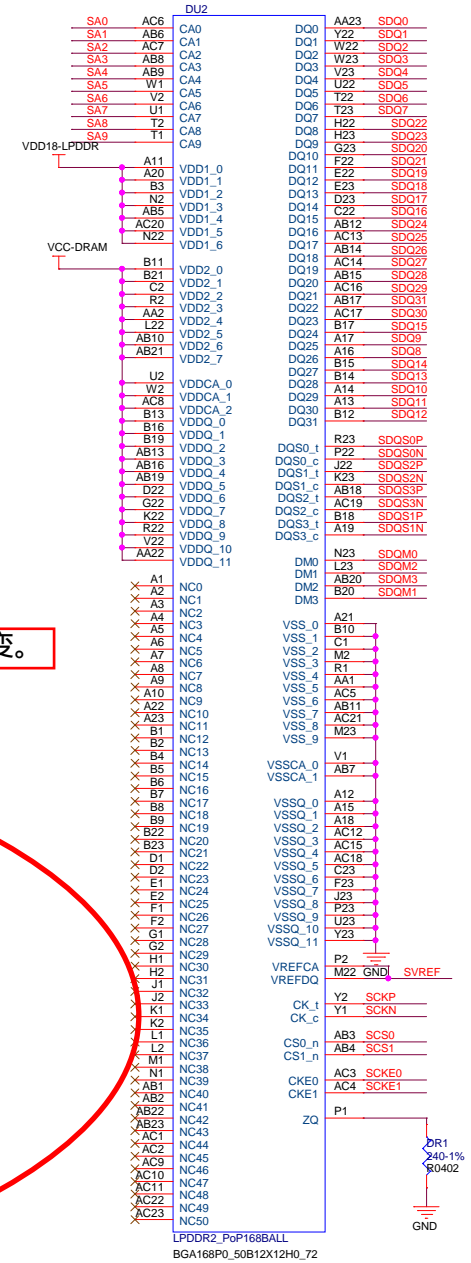 DU2
SA0 AC6 CA0
SA1 AB6 CA1
SA2 AC7 CA2
SA3 AB8 CA3
SA4 AB9 CA4
SA5 W1 CA5
SA6 V2 CA6
SA7 U1 CA7
SA8 T2 CA8
SA9 T1 CA9
VDD18-LPDDR
A11 VDD1_0
A20 VDD1_1
B3 VDD1_2
N2 VDD1_3
AB5 VDD1_4
AC20 VDD1_5
N22 VDD1_6
VCC-DRAM
B11 VDD2_0
B21 VDD2_1
C2 VDD2_2
R2 VDD2_3
AA2 VDD2_4
L22 VDD2_5
AB10 VDD2_6
AB21 VDD2_7
U2 VDDCA_0
W2 VDDCA_1
AC8 VDDCA_2
B13 VDDQ_0
B16 VDDQ_1
B19 VDDQ_2
AB13 VDDQ_3
AB16 VDDQ_4
AB19 VDDQ_5
D22 VDDQ_6
G22 VDDQ_7
K22 VDDQ_8
R22 VDDQ_9
V22 VDDQ_10
AA22 VDDQ_11
A1 NC0
A2 NC1
A3 NC2
A4 NC3
A5 NC4
A6 NC5
A7 NC6
A8 NC7
A9 NC8
A10 NC9
A22 NC10
A23 NC11
B1 NC12
B2 NC13
B4 NC14
B5 NC15
B6 NC16
B7 NC17
B8 NC18
B9 NC19
B22 NC20
B23 NC21
D1 NC22
D2 NC23
E1 NC24
E2 NC25
F1 NC26
F2 NC27
G1 NC28
G2 NC29
H1 NC30
H2 NC31
J1 NC32
J2 NC33
K1 NC34
K2 NC35
L1 NC36
L2 NC37
M1 NC38
N1 NC39
AB1 NC40
AB2 NC41
AB22 NC42
AB23 NC43
AC1 NC44
AC2 NC45
AC9 NC46
AC10 NC47
AC11 NC48
AC22 NC49
AC23 NC50
变。
DQ0 AA23 SDQ0
DQ1 Y22 SDQ1
DQ2 W22 SDQ2
DQ3 W23 SDQ3
DQ4 V23 SDQ4
DQ5 U22 SDQ5
DQ6 T22 SDQ6
DQ7 T23 SDQ7
DQ8 H22 SDQ22
DQ9 H23 SDQ23
DQ10 G23 SDQ20
DQ11 F22 SDQ21
DQ12 E22 SDQ19
DQ13 E23 SDQ18
DQ14 D23 SDQ17
DQ15 C22 SDQ16
DQ16 AB12 SDQ24
DQ17 AC13 SDQ25
DQ18 AB14 SDQ26
DQ19 AC14 SDQ27
DQ20 AB15 SDQ28
DQ21 AC16 SDQ29
DQ22 AB17 SDQ31
DQ23 AC17 SDQ30
DQ24 B17 SDQ15
DQ25 A17 SDQ9
DQ26 A16 SDQ8
DQ27 B15 SDQ14
DQ28 B14 SDQ13
DQ29 A14 SDQ10
DQ30 A13 SDQ11
DQ31 B12 SDQ12
DQS0_t R23 SDQS0P
DQS0_c P22 SDQS0N
DQS1_t J22 SDQS2P
DQS1_c K23 SDQS2N
DQS2_t AB18 SDQS3P
DQS2_c AC19 SDQS3N
DQS3_t B18 SDQS1P
DQS3_c A19 SDQS1N
DM0 N23 SDQM0
DM1 L23 SDQM2
DM2 AB20 SDQM3
DM3 B20 SDQM1
VSS_0 A21
VSS_1 B10
VSS_2 C1
VSS_3 M2
VSS_4 R1
VSS_5 AA1
VSS_6 AC5
VSS_7 AB11
VSS_8 AC21
VSS_9 M23
VSSCA_0 V1
VSSCA_1 AB7
VSSQ_0 A12
VSSQ_1 A15
VSSQ_2 A18
VSSQ_3 AC12
VSSQ_4 AC15
VSSQ_5 AC18
VSSQ_6 C23
VSSQ_7 F23
VSSQ_8 J23
VSSQ_9 P23
VSSQ_10 U23
VSSQ_11 Y23
VREFCA P2
GND
VREFDQ M22 SVREF
CK_t Y2 SCKP
CK_c Y1 SCKN
CS0_n AB3 SCS0
CS1_n AB4 SCS1
CKE0 AC3 SCKE0
CKE1 AC4 SCKE1
ZQ P1
DR1
240-1%
R0402
GND
LPDDR2_PoP168BALL
BGA168P0_50B12X12H0_72